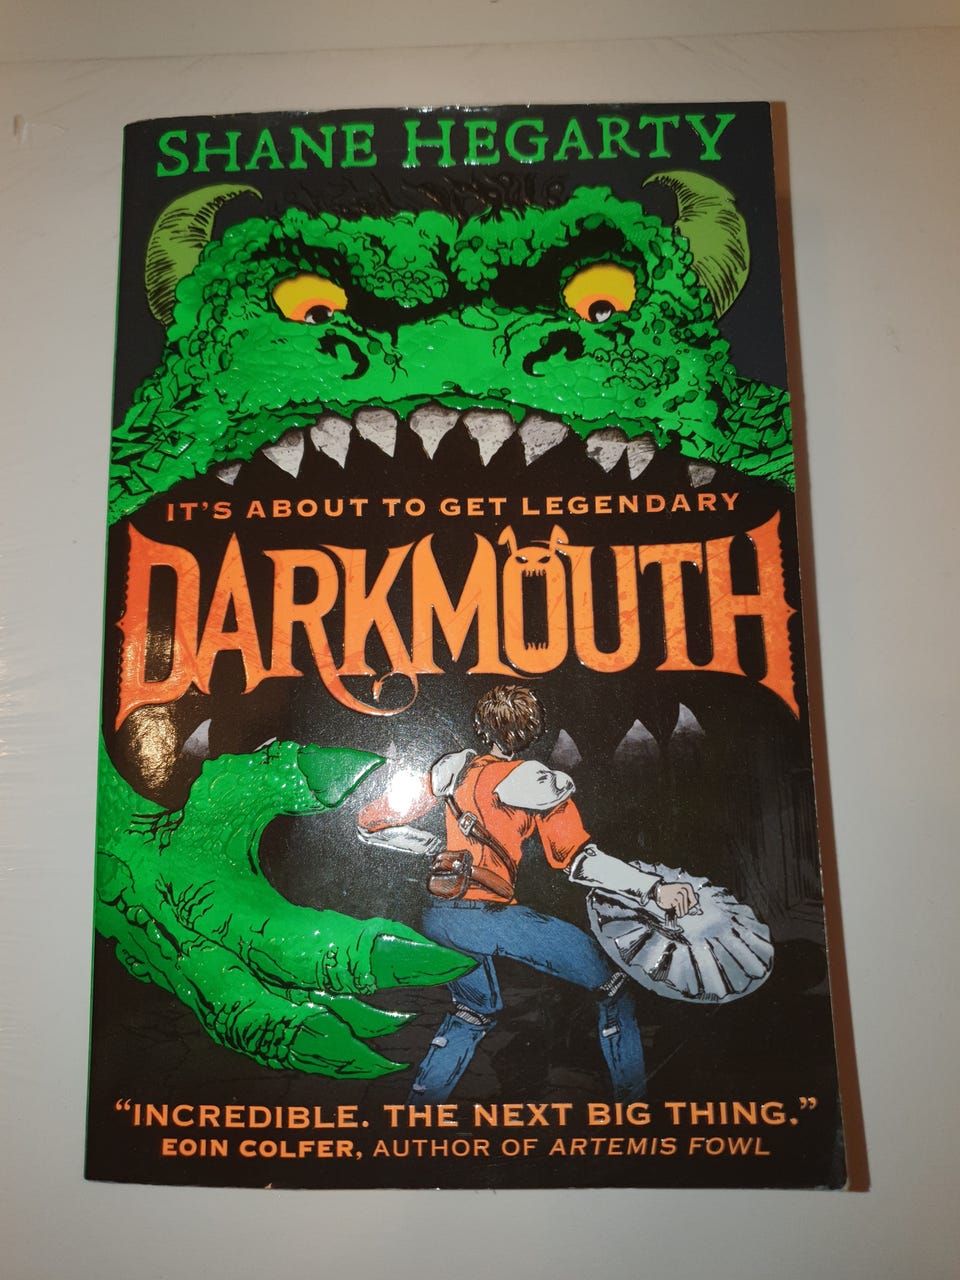 SHANE HEGARTY
IT'S ABOUT TO GET LEGENDARY
DARKMOUTH
“INCREDIBLE. THE NEXT BIG THING.”
EOIN COLFER, AUTHOR OF ARTEMIS FOWL